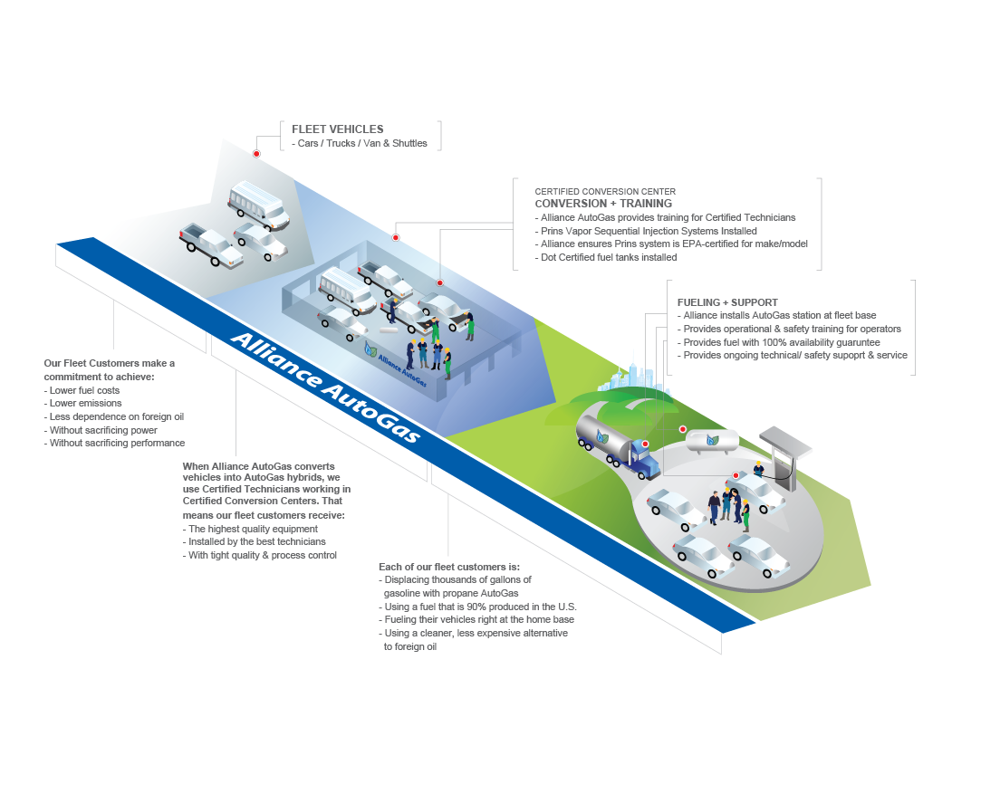 FLEET VEHICLES
- Cars / Trucks / Van & Shuttles
CERTIFIED CONVERSION CENTER
CONVERSION + TRAINING
- Alliance AutoGas provides training for Certified Technicians
- Prins Vapor Sequential Injection Systems Installed
- Alliance ensures Prins system is EPA-certified for make/model
- Dot Certified fuel tanks installed
FUELING + SUPPORT
- Alliance installs AutoGas station at fleet base
- Provides operational & safety training for operators
- Provides fuel with 100% availability guaruntee
- Provides ongoing technical/ safety supoprt & service
Alliance AutoGas
Alliance AutoGas
Our Fleet Customers make a
commitment to achieve:
- Lower fuel costs
- Lower emissions
- Less dependence on foreign oil
- Without sacrificing power
- Without sacrificing performance
When Alliance AutoGas converts
vehicles into AutoGas hybrids, we
use Certified Technicians working in
Certified Conversion Centers. That
means our fleet customers receive:
- The highest quality equipment
- Installed by the best technicians
- With tight quality & process control
Each of our fleet customers is:
- Displacing thousands of gallons of
gasoline with propane AutoGas
- Using a fuel that is 90% produced in the U.S.
- Fueling their vehicles right at the home base
- Using a cleaner, less expensive alternative
to foreign oil